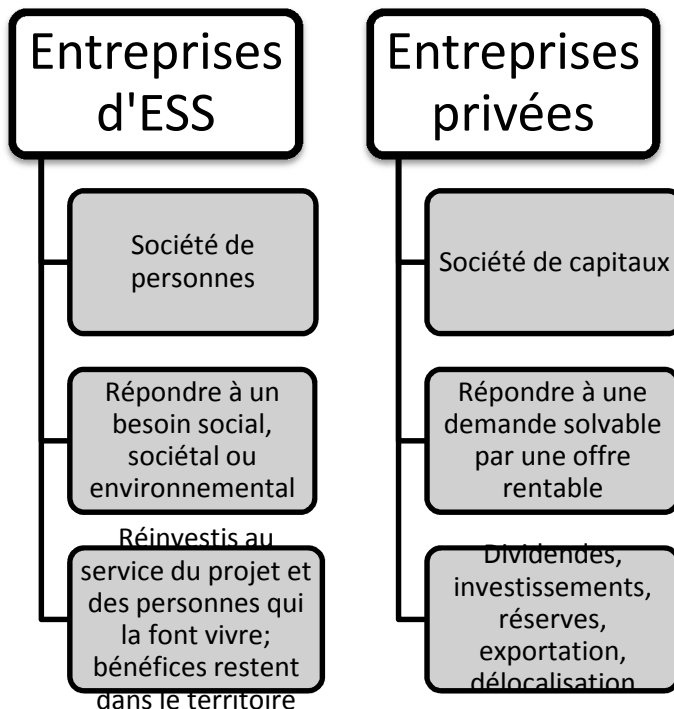 Entreprises
d'ESS
Société de
personnes
Répondre à un
besoin social,
sociétal ou
environnemental
Réinvestis au
service du projet et
des personnes qui
la font vivre;
bénéfices restent
dans le territoire
Entreprises
privées
Société de capitaux
Répondre à une
demande solvable
par une offre
rentable
Dividendes,
investissements,
réserves,
exportation,
délocalisation